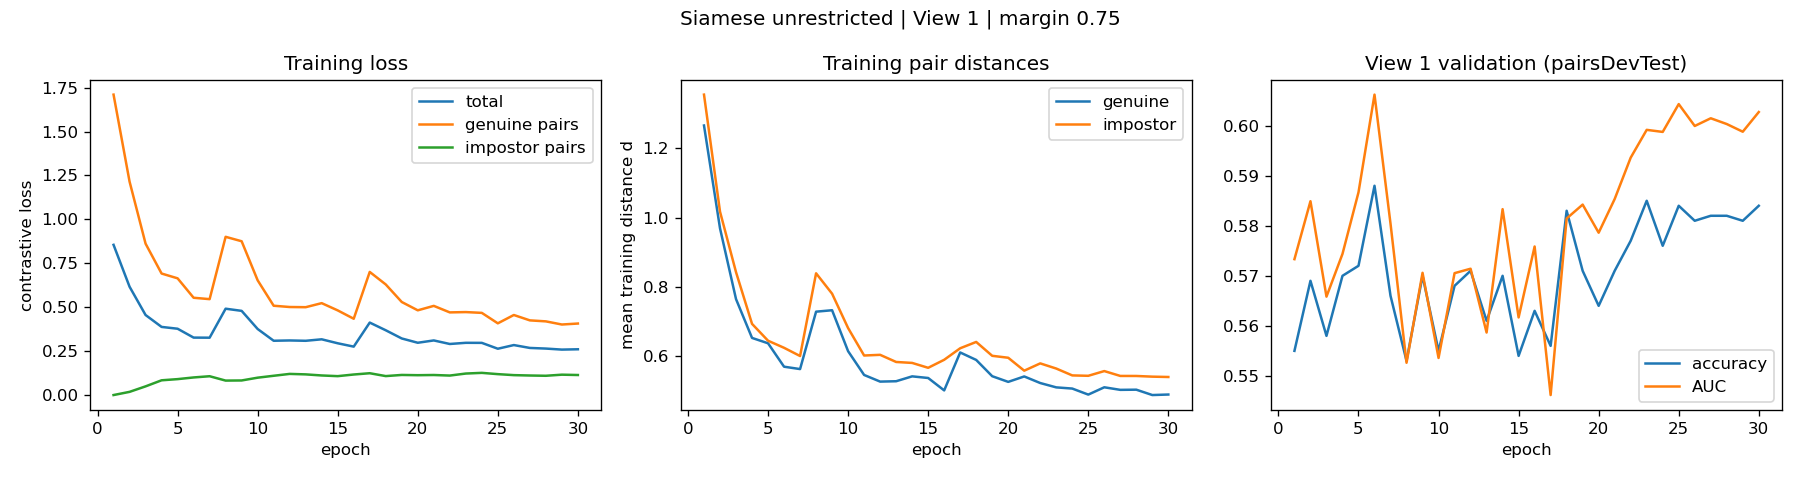 Siamese unrestricted | View 1 | margin 0.75
Training loss
contrastive loss
1.75
1.50
1.25
1.00
0.75
0.50
0.25
0.00
total
genuine pairs
impostor pairs
0 5 10 15 20 25 30
epoch
Training pair distances
mean training distance d
1.2
1.0
0.8
0.6
genuine
impostor
0 5 10 15 20 25 30
epoch
View 1 validation (pairsDevTest)
0.60
0.59
0.58
0.57
0.56
0.55
accuracy
AUC
0 5 10 15 20 25 30
epoch